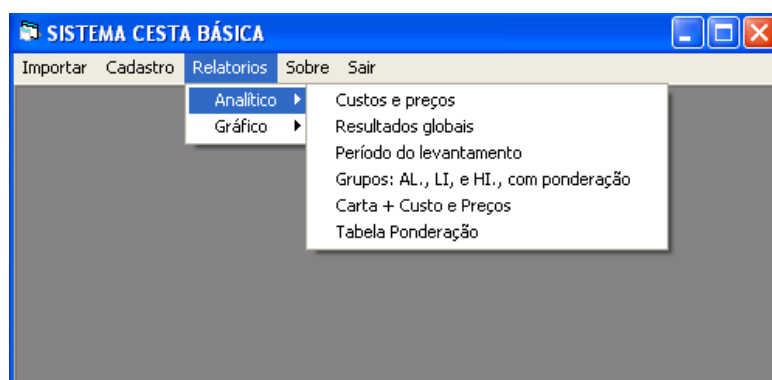 SISTEMA CESTA BÁSICA
Importar Cadastro Relatorios Sobre Sair
Analítico
Gráfico
Custos e preços
Resultados globais
Período do levantamento
Grupos: AL., LI, e HI., com ponderação
Carta + Custo e Preços
Tabela Ponderação